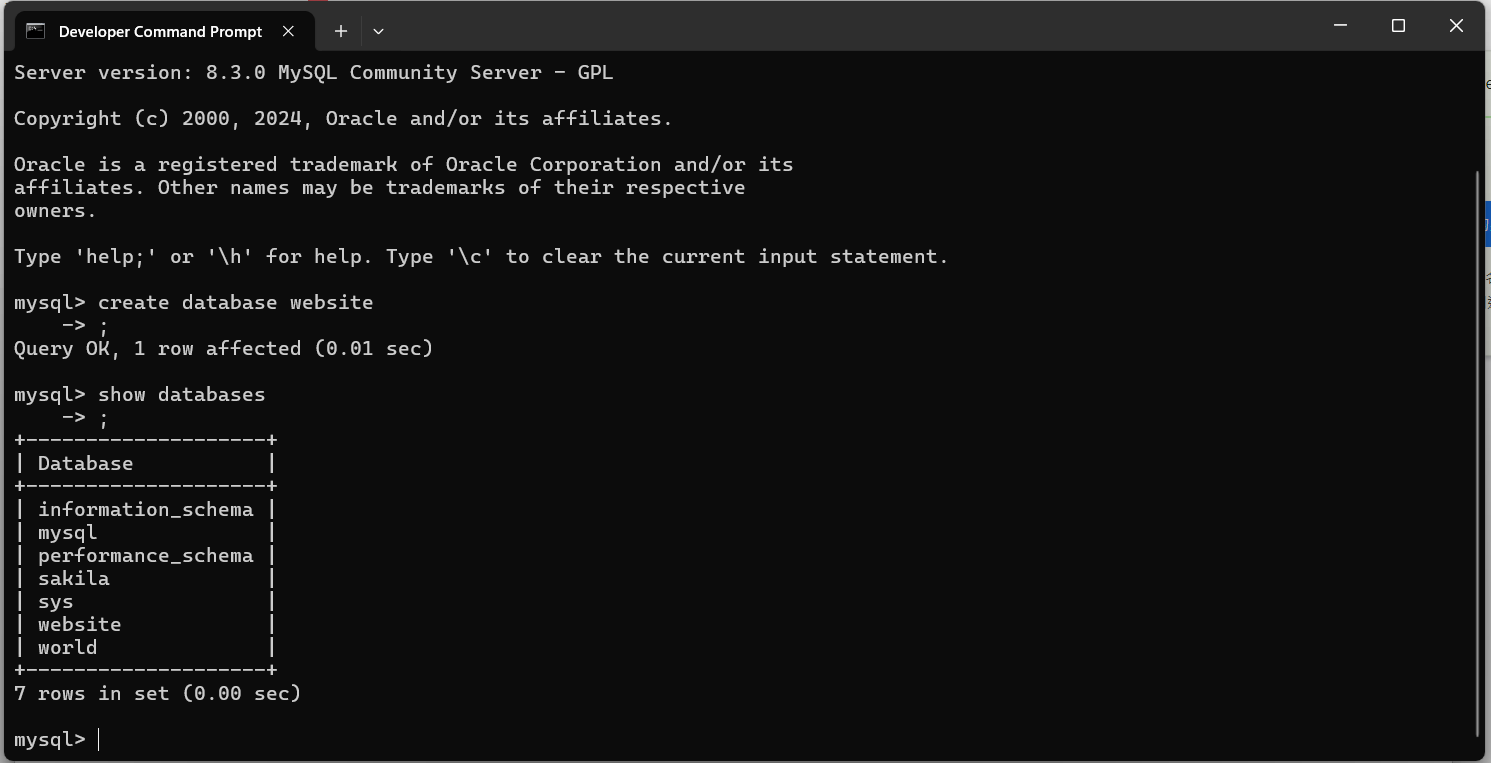 Developer Command Prompt
Server version: 8.3.0 MySQL Community Server - GPL
Copyright (c) 2000, 2024, Oracle and/or its affiliates.
Oracle is a registered trademark of Oracle Corporation and/or its
affiliates. Other names may be trademarks of their respective
owners.
Type 'help;' or '\h' for help. Type '\c' to clear the current input statement.
mysql> create database website
    -> ;
Query OK, 1 row affected (0.01 sec)
mysql> show databases
    -> ;
+--------------------+
| Database           |
+--------------------+
| information_schema |
| mysql              |
| performance_schema |
| sakila             |
| sys                |
| website            |
| world              |
+--------------------+
7 rows in set (0.00 sec)
mysql>